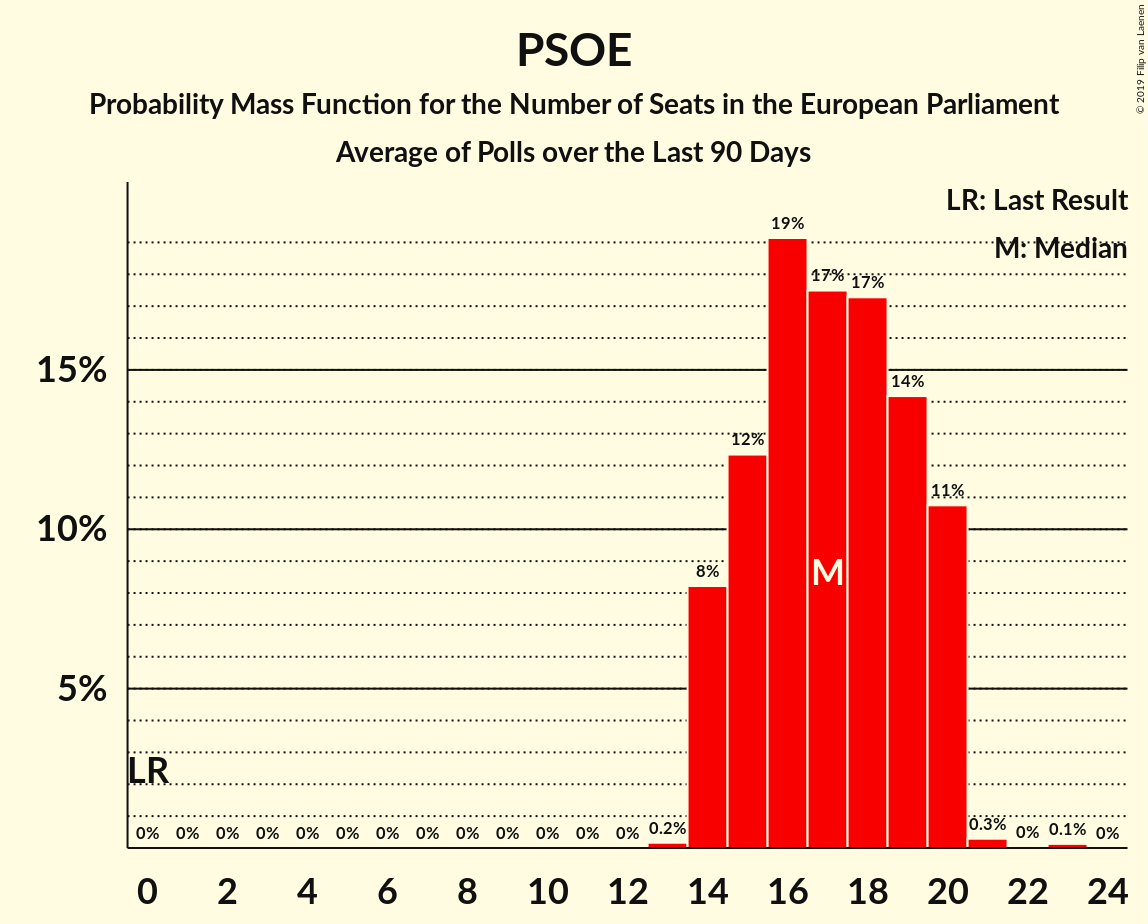 PSOE
Probability Mass Function for the Number of Seats in the European Parliament
Average of Polls over the Last 90 Days
© 2019 Filip van Laenen
LR: Last Result
M: Median
19%
17%
17%
15%
14%
12%
11%
10%
8%
M
5%
LR
0% 0% 0% 0% 0% 0% 0% 0% 0% 0% 0% 0% 0% 0.2% 0.3% 0% 0.1% 0%
0 2 4 6 8 10 12 14 16 18 20 22 24